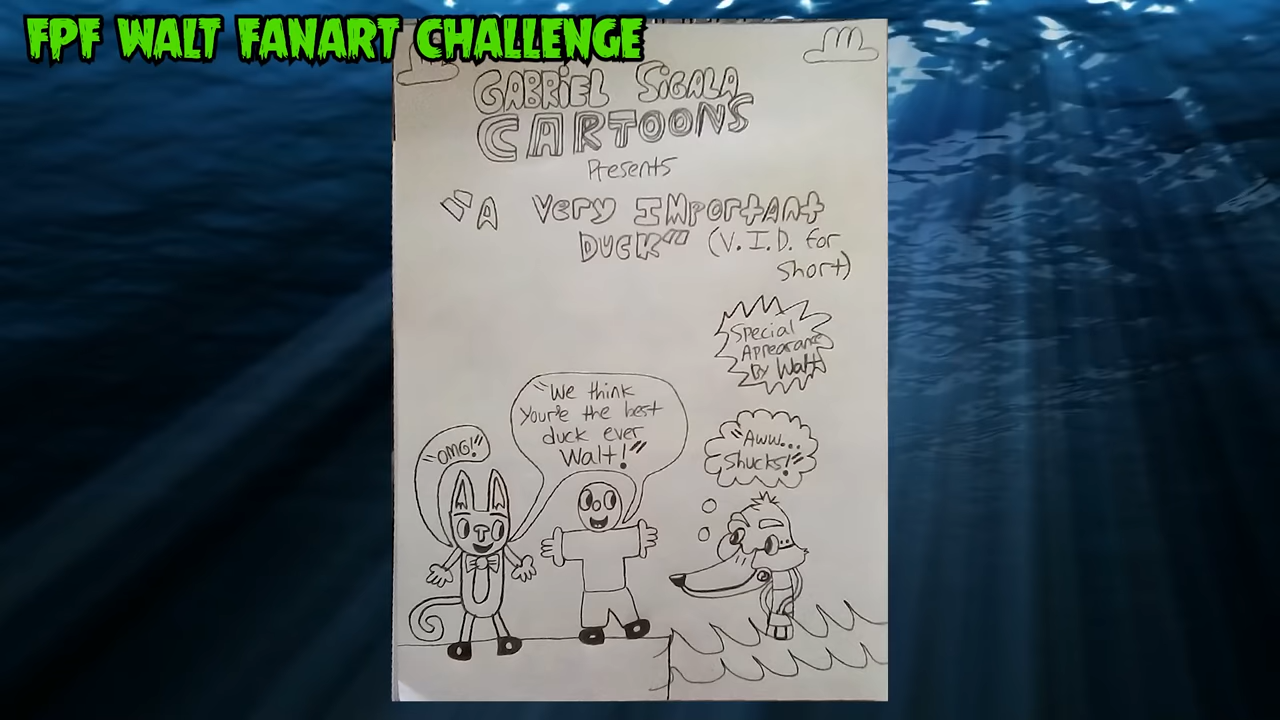 FPF WALT FANART CHALLENGE
GABRIEL SIGALA
CARTOONS
Presents
"A Very IMPORTANT
DUCK" (V.I.D. for
short)
Special
Appearance
By Walt
"We think
You're the best
duck ever
Walt!"
"OMG!"
"Aww...
Shucks!"